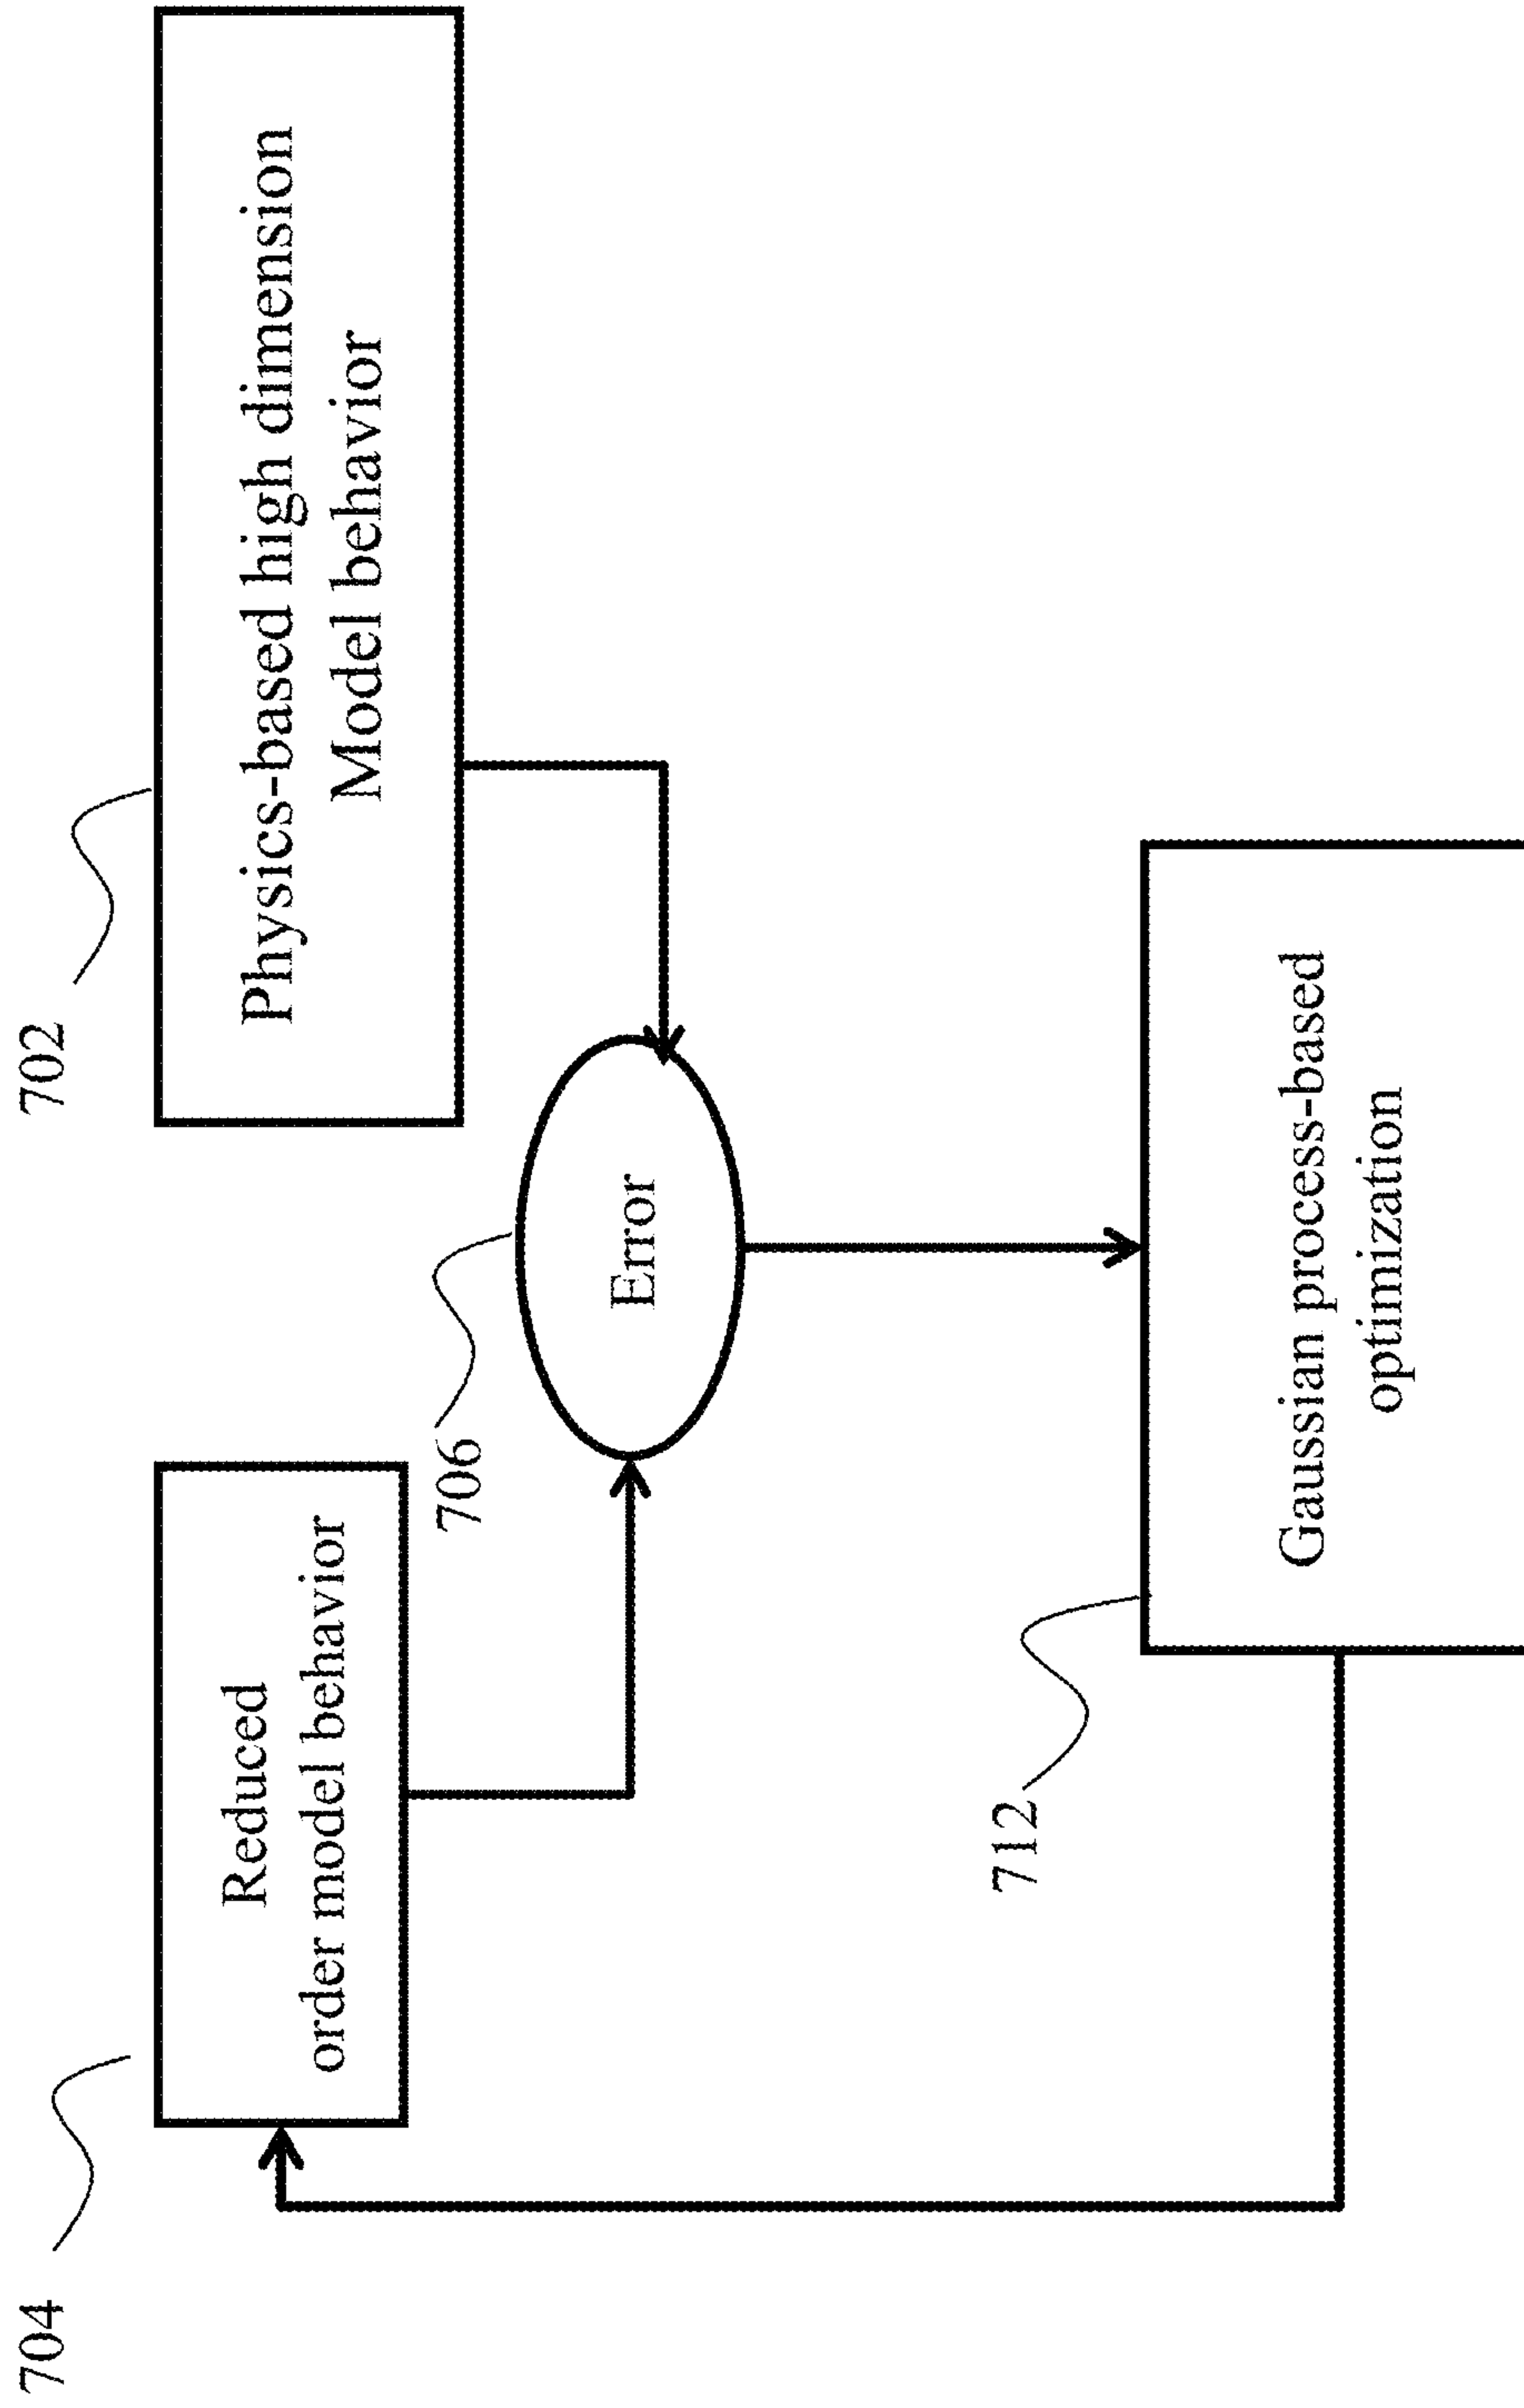 704
702
Reduced
order model behavior
Physics-based high dimension
Model behavior
706
Error
712
Gaussian process-based
optimization